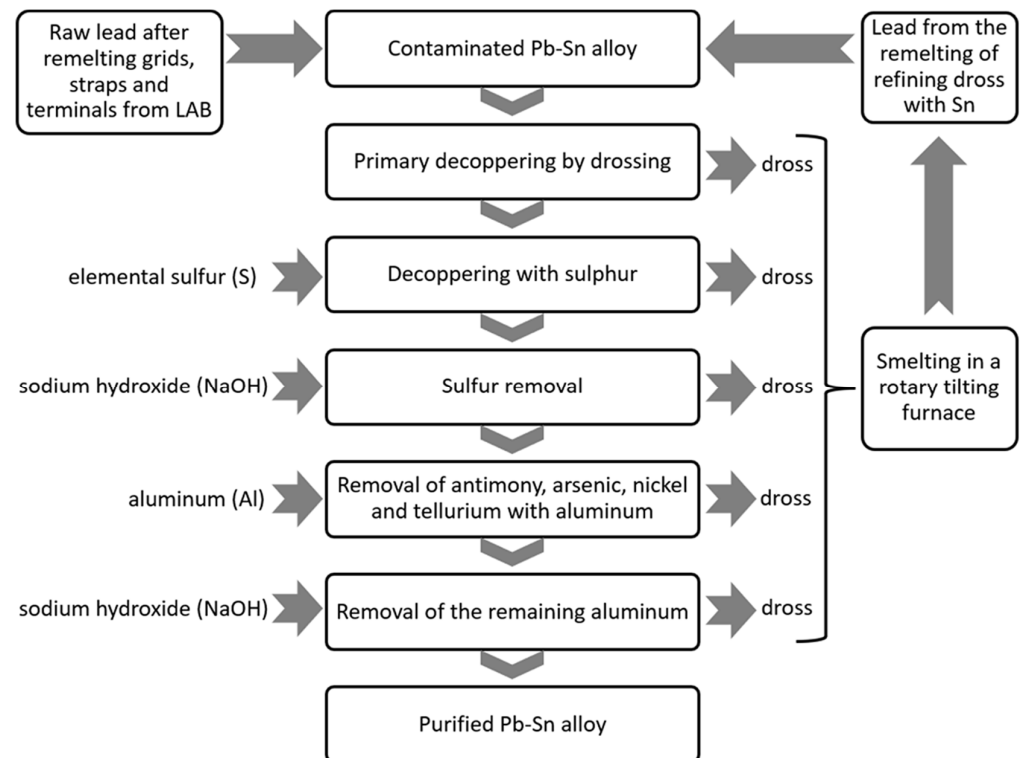 Raw lead after
remelting grids,
straps and
terminals from LAB
Contaminated Pb-Sn alloy
Lead from the
remelting of
refining dross
with Sn
Primary decoppering by drossing
dross
elemental sulfur (S)
Decoppering with sulphur
dross
sodium hydroxide (NaOH)
Sulfur removal
dross
Smelting in a
rotary tilting
furnace
aluminum (Al)
Removal of antimony, arsenic, nickel
and tellurium with aluminum
dross
sodium hydroxide (NaOH)
Removal of the remaining aluminum
dross
Purified Pb-Sn alloy